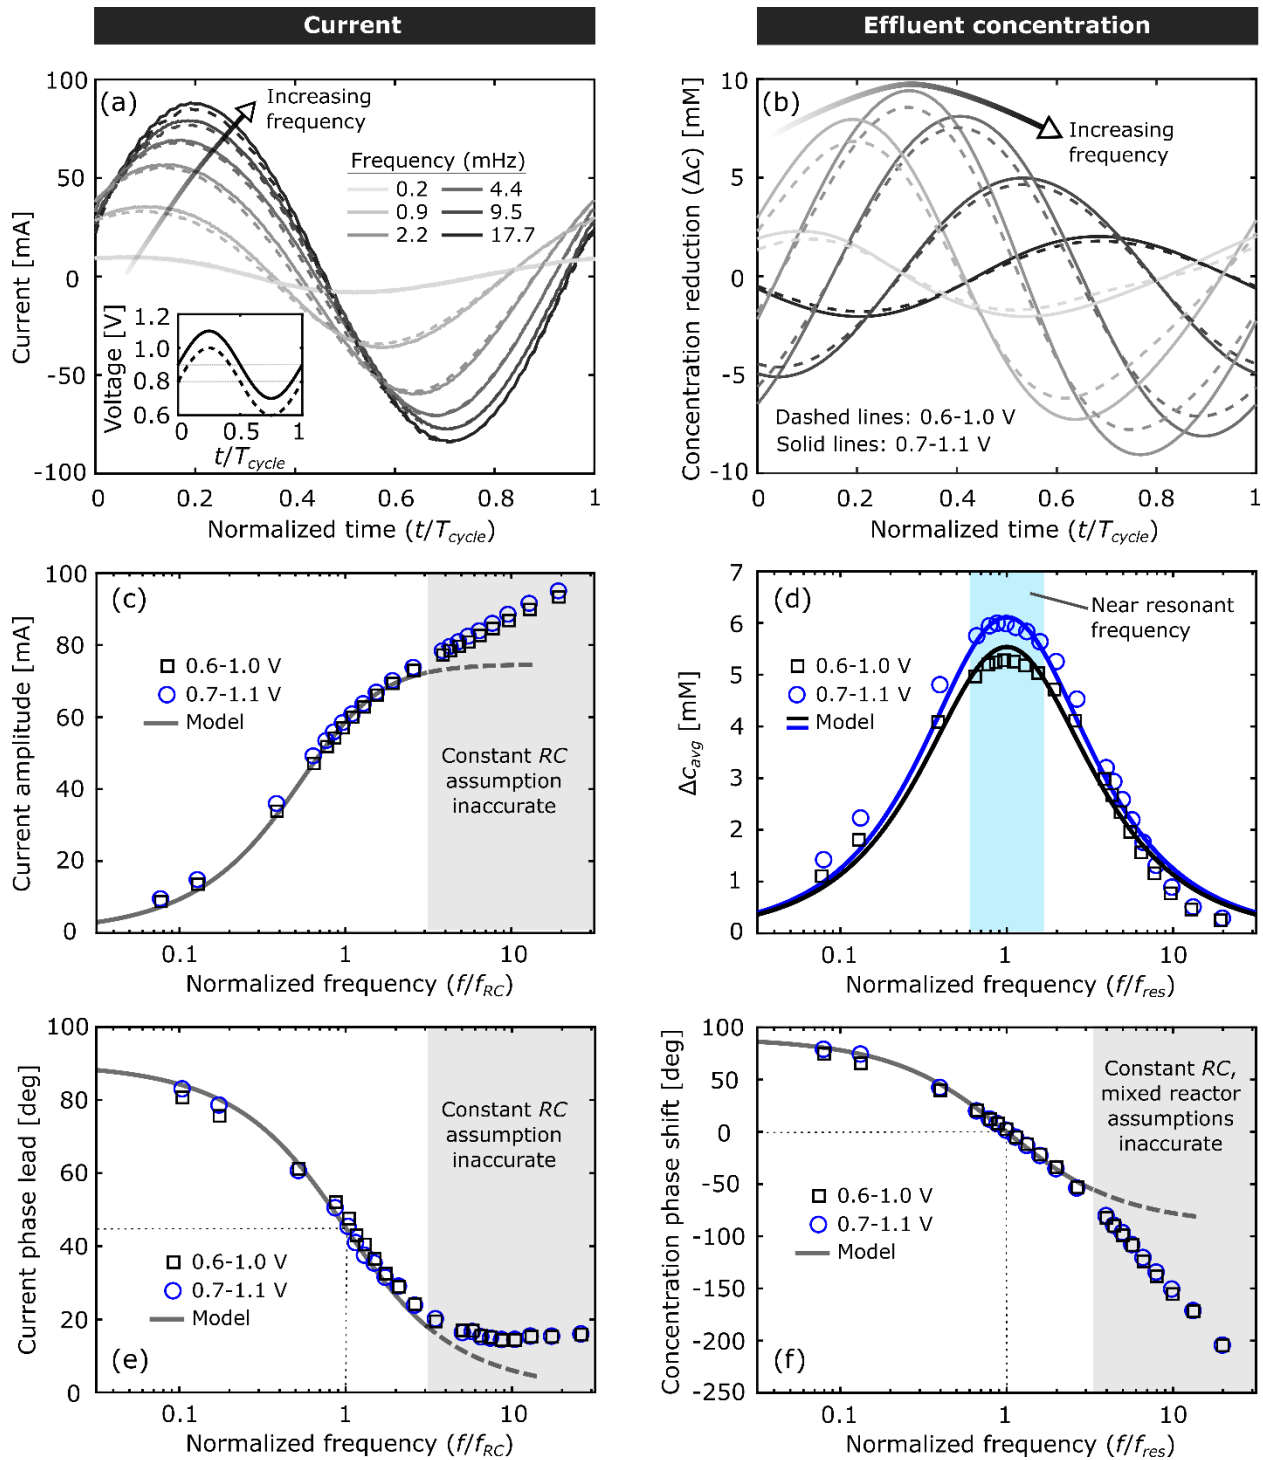 Current
Effluent concentration
(a)
Increasing
frequency
Frequency (mHz)
0.2 4.4
0.9 9.5
2.2 17.7
100
50
0
-50
-100
Current [mA]
Voltage [V]
1.2
1.0
0.8
0.6
0 0.5 1
t/Tcycle
0 0.2 0.4 0.6 0.8 1
Normalized time (t/Tcycle)
(b)
Increasing
frequency
10
5
0
-5
-10
Concentration reduction (Δc) [mM]
Dashed lines: 0.6-1.0 V
Solid lines: 0.7-1.1 V
0 0.2 0.4 0.6 0.8 1
Normalized time (t/Tcycle)
(c)
100
80
60
40
20
0
Current amplitude [mA]
0.6-1.0 V
0.7-1.1 V
Model
Constant RC
assumption
inaccurate
0.1 1 10
Normalized frequency (f/fRC)
(d)
7
6
5
4
3
2
1
0
Δcavg [mM]
Near resonant
frequency
0.6-1.0 V
0.7-1.1 V
Model
0.1 1 10
Normalized frequency (f/fres)
(e)
100
80
60
40
20
0
Current phase lead [deg]
Constant RC
assumption
inaccurate
0.6-1.0 V
0.7-1.1 V
Model
0.1 1 10
Normalized frequency (f/fRC)
(f)
100
50
0
-50
-100
-150
-200
-250
Concentration phase shift [deg]
Constant RC,
mixed reactor
assumptions
inaccurate
0.6-1.0 V
0.7-1.1 V
Model
0.1 1 10
Normalized frequency (f/fres)